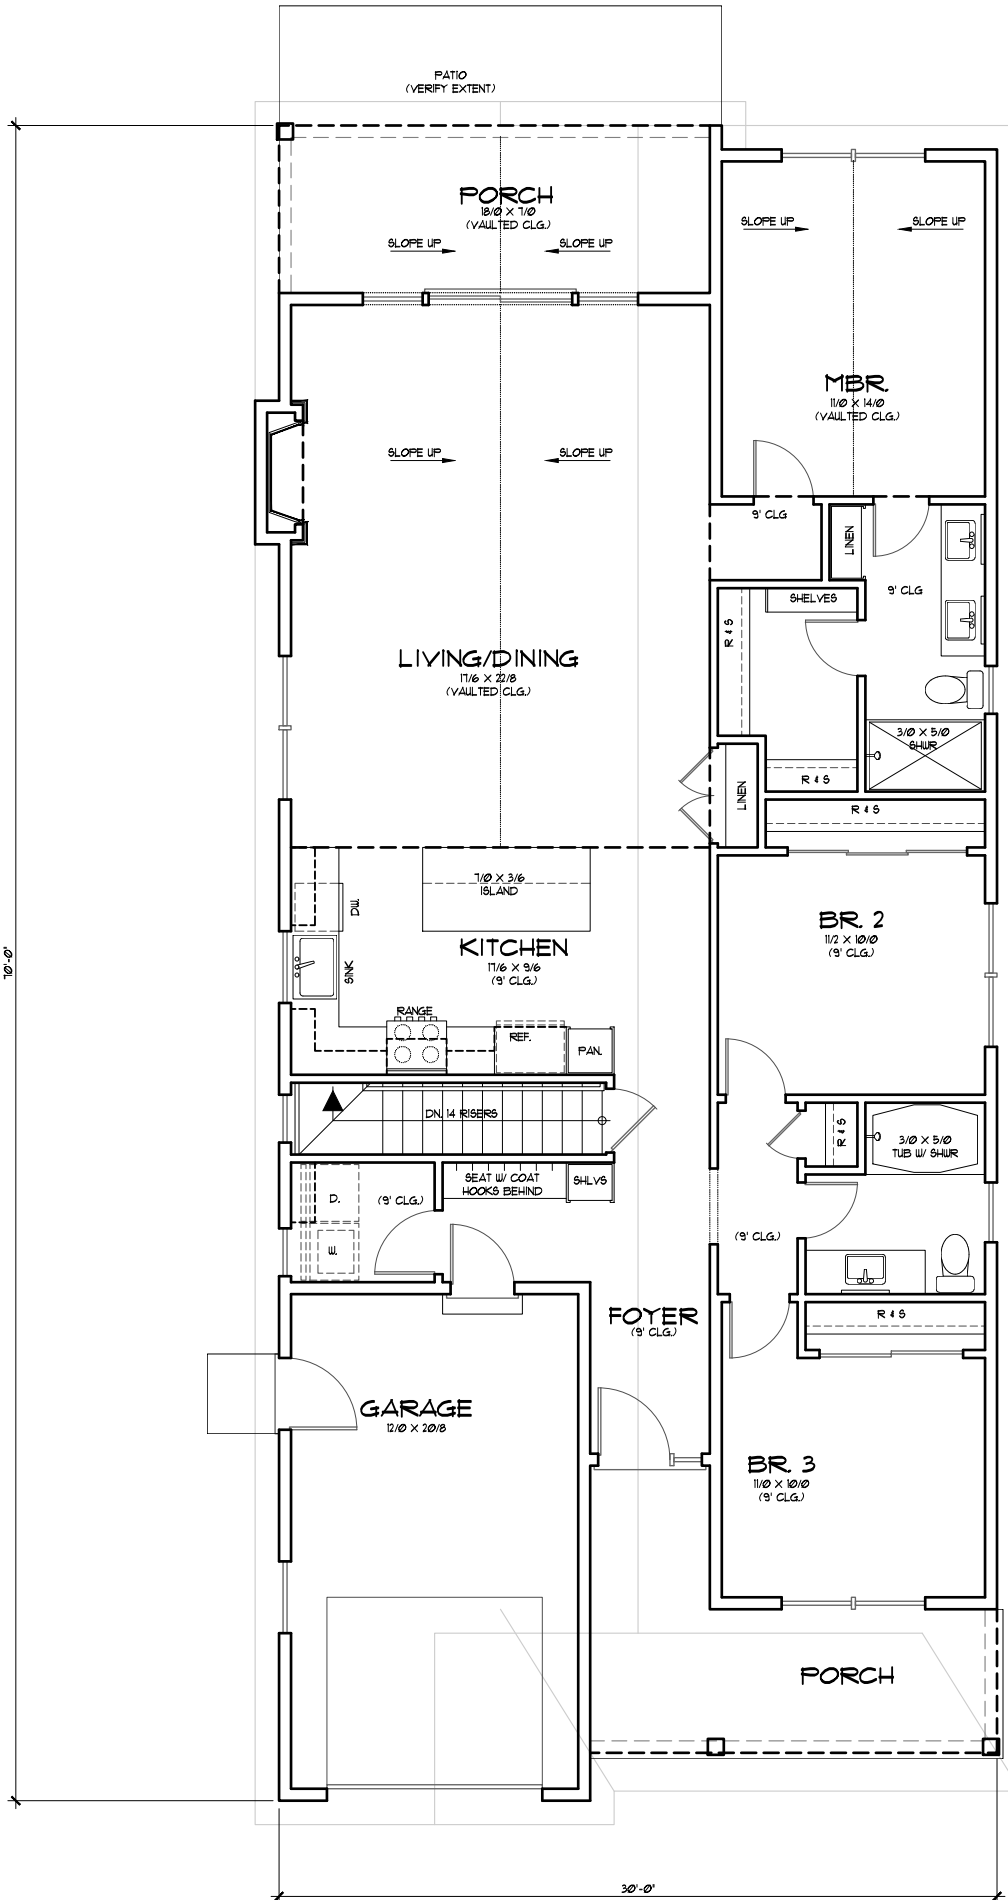 PATIO
(VERIFY EXTENT)
PORCH
18/0 X 7/0
(VAULTED CLG.)
SLOPE UP
SLOPE UP
SLOPE UP
SLOPE UP
MBR.
11/0 X 14/0
(VAULTED CLG.)
SLOPE UP
SLOPE UP
9' CLG
LINEN
9' CLG
SHELVES
R & S
LIVING/DINING
17/6 X 22/8
(VAULTED CLG.)
3/0 X 5/0
SHWR
R & S
LINEN
R & S
7/0 X 3/6
ISLAND
DW.
SINK
KITCHEN
17/6 X 9/6
(9' CLG.)
BR. 2
11/2 X 10/0
(9' CLG.)
70'-0"
RANGE
REF.
PAN.
DN. 14 RISERS
R & S
3/0 X 5/0
TUB W/ SHWR
D.
(9' CLG.)
SEAT W/ COAT
HOOKS BEHIND
SHLVS
W.
(9' CLG.)
FOYER
(9' CLG.)
R & S
GARAGE
12/0 X 20/8
BR. 3
11/0 X 10/0
(9' CLG.)
PORCH
30'-0"